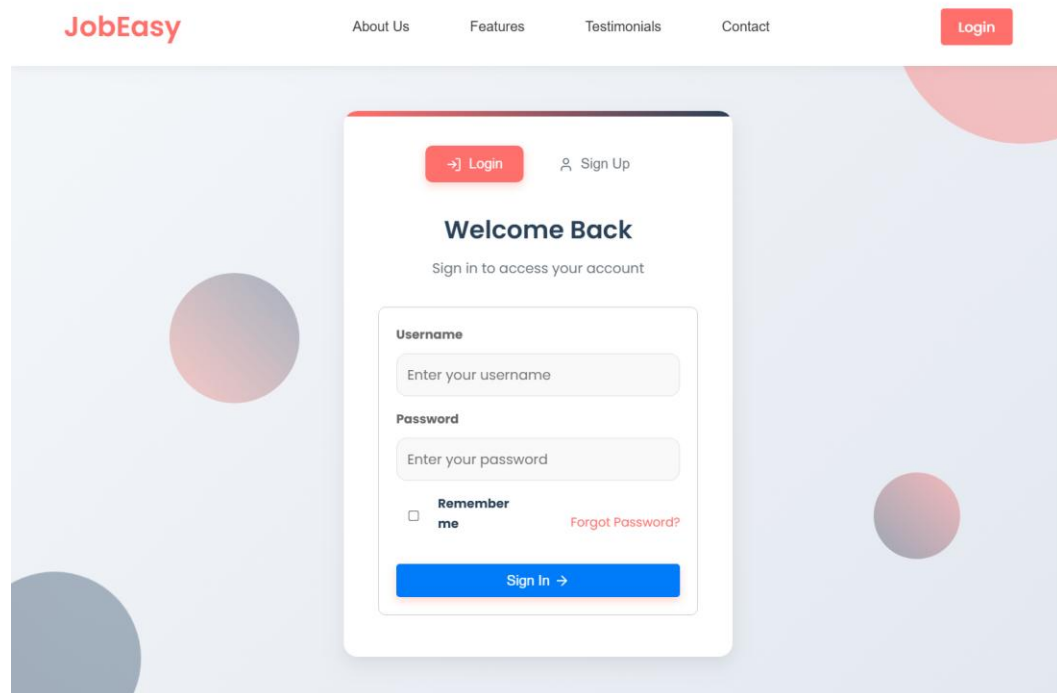 JobEasy
About Us
Features
Testimonials
Contact
Login
Login
Sign Up
Welcome Back
Sign in to access your account
Username
Enter your username
Password
Enter your password
Remember
me
Forgot Password?
Sign In →